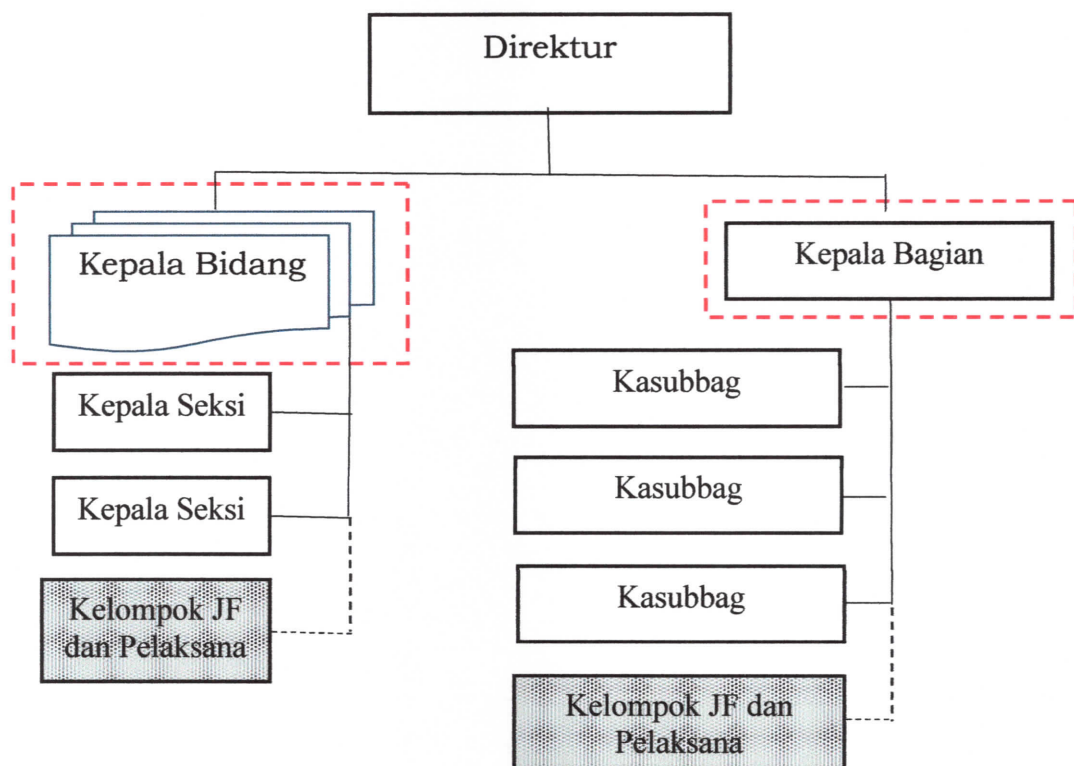 Direktur
Kepala Bidang
Kepala Bagian
Kepala Seksi
Kepala Seksi
Kelompok JF
dan Pelaksana
Kasubbag
Kasubbag
Kasubbag
Kelompok JF dan
Pelaksana